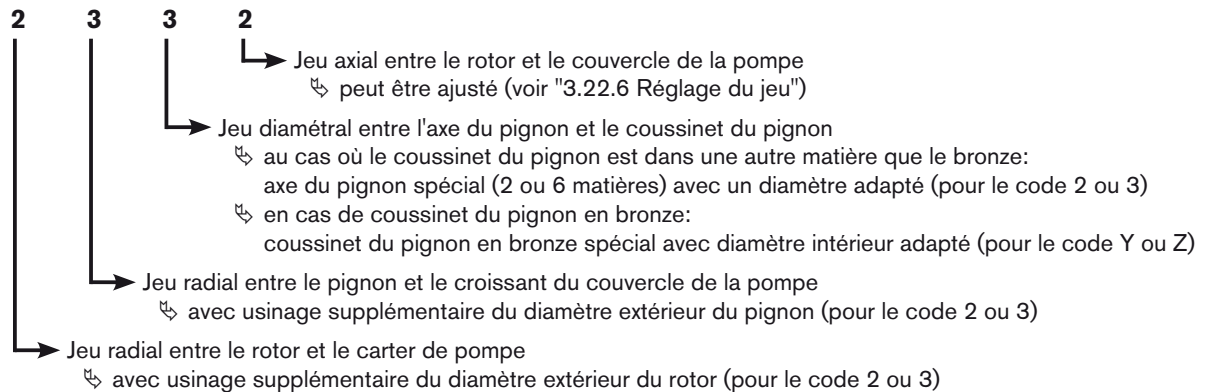 2 3 3 2
Jeu axial entre le rotor et le couvercle de la pompe
peut être ajusté (voir "3.22.6 Réglage du jeu")
Jeu diamétral entre l'axe du pignon et le coussinet du pignon
au cas où le coussinet du pignon est dans une autre matière que le bronze:
axe du pignon spécial (2 ou 6 matières) avec un diamètre adapté (pour le code 2 ou 3)
en cas de coussinet du pignon en bronze:
coussinet du pignon en bronze spécial avec diamètre intérieur adapté (pour le code Y ou Z)
Jeu radial entre le pignon et le croissant du couvercle de la pompe
avec usinage supplémentaire du diamètre extérieur du pignon (pour le code 2 ou 3)
Jeu radial entre le rotor et le carter de pompe
avec usinage supplémentaire du diamètre extérieur du rotor (pour le code 2 ou 3)